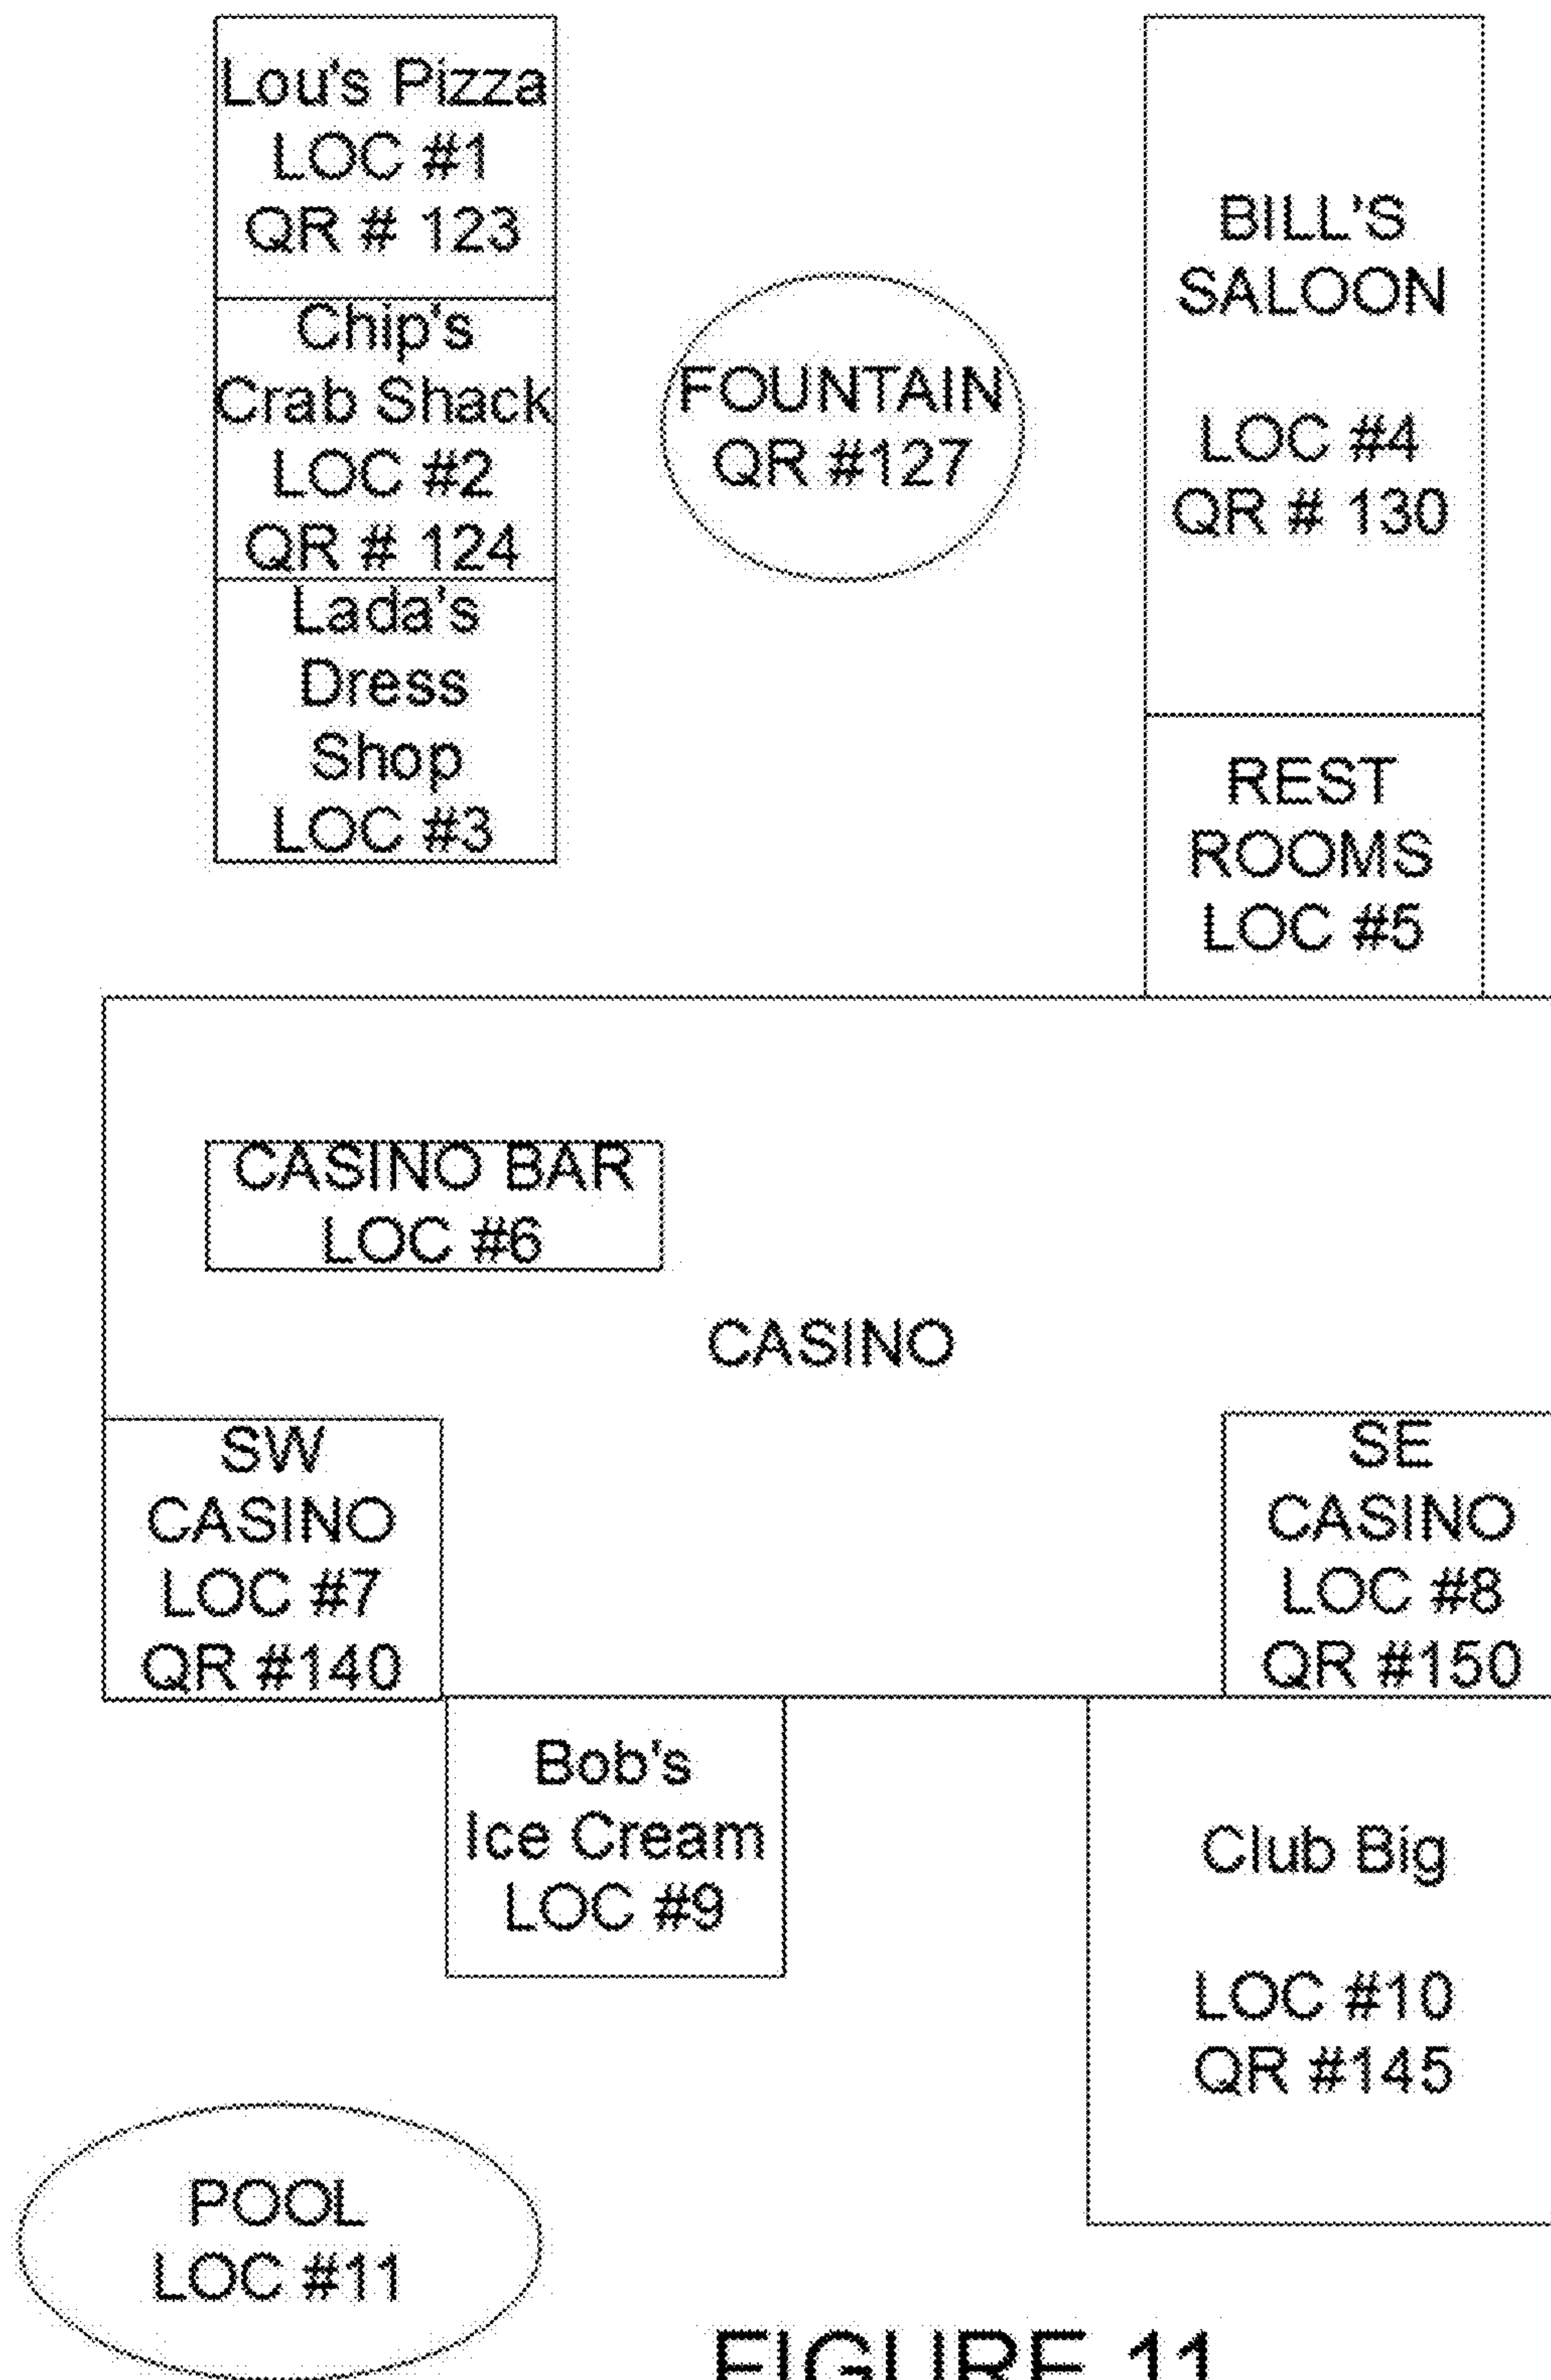 Lou's Pizza
LOC #1
QR # 123
Chip's
Crab Shack
LOC #2
QR # 124
Lada's
Dress
Shop
LOC #3
FOUNTAIN
QR #127
BILL'S
SALOON
LOC #4
QR # 130
REST
ROOMS
LOC #5
CASINO BAR
LOC #6
CASINO
SW
CASINO
LOC #7
QR #140
SE
CASINO
LOC #8
QR #150
Bob's
Ice Cream
LOC #9
Club Big
LOC #10
QR #145
POOL
LOC #11
FIGURE 11